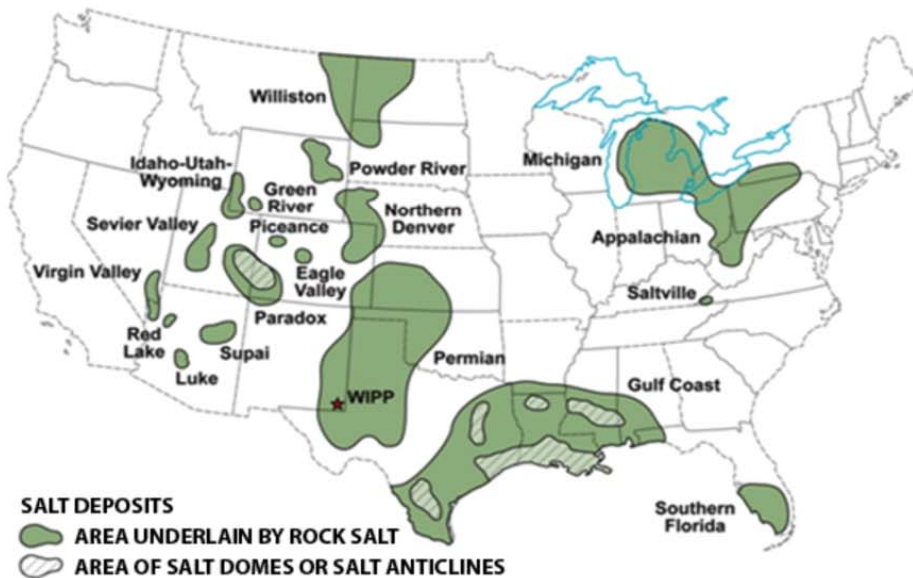 Williston
Michigan
Idaho-Utah-
Wyoming
Powder River
Green
River
Northern
Denver
Sevier Valley
Piceance
Appalachian
Virgin Valley
Eagle
Valley
Saltville
Red
Lake
Paradox
Supai
Permian
Luke
Gulf Coast
WIPP
Southern
Florida
SALT DEPOSITS
AREA UNDERLAIN BY ROCK SALT
AREA OF SALT DOMES OR SALT ANTICLINES